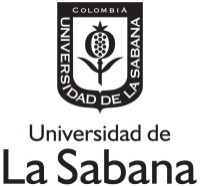 COLOMBIA
UNIVERSIDAD DE LA SABANA
Universidad de
La Sabana